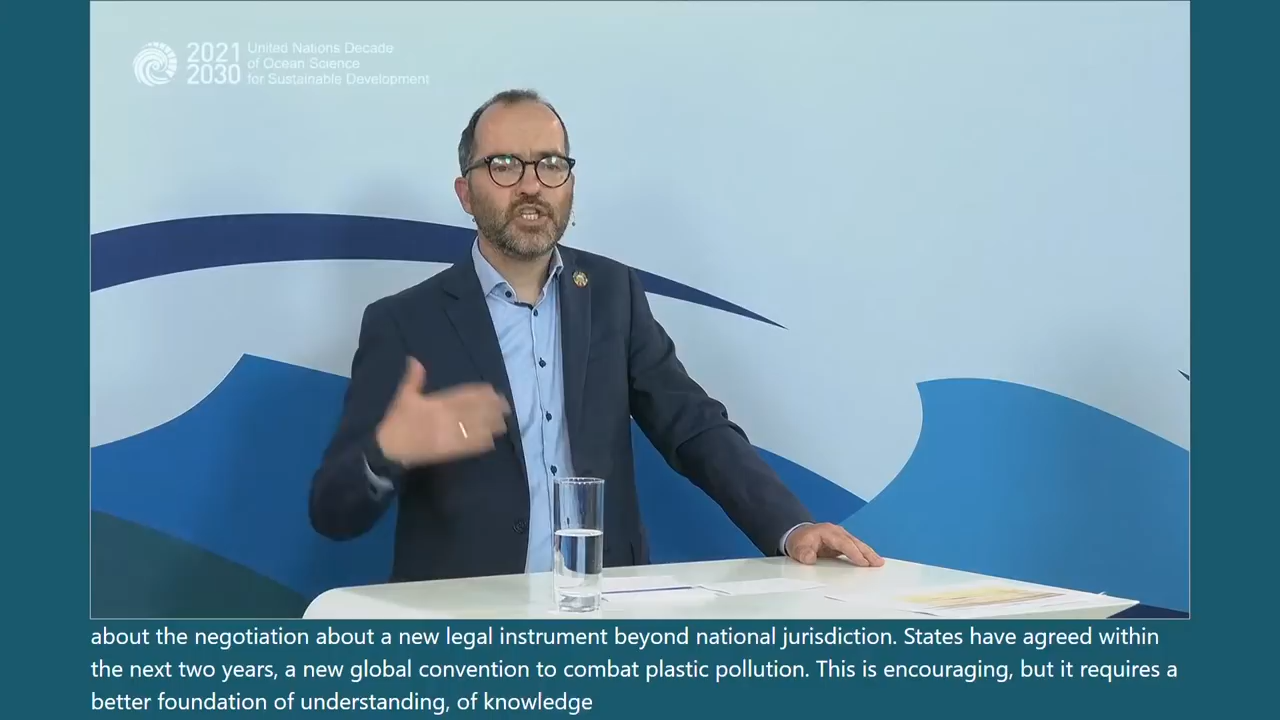 2021
2030
United Nations Decade
of Ocean Science
for Sustainable Development
about the negotiation about a new legal instrument beyond national jurisdiction. States have agreed within
the next two years, a new global convention to combat plastic pollution. This is encouraging, but it requires a
better foundation of understanding, of knowledge